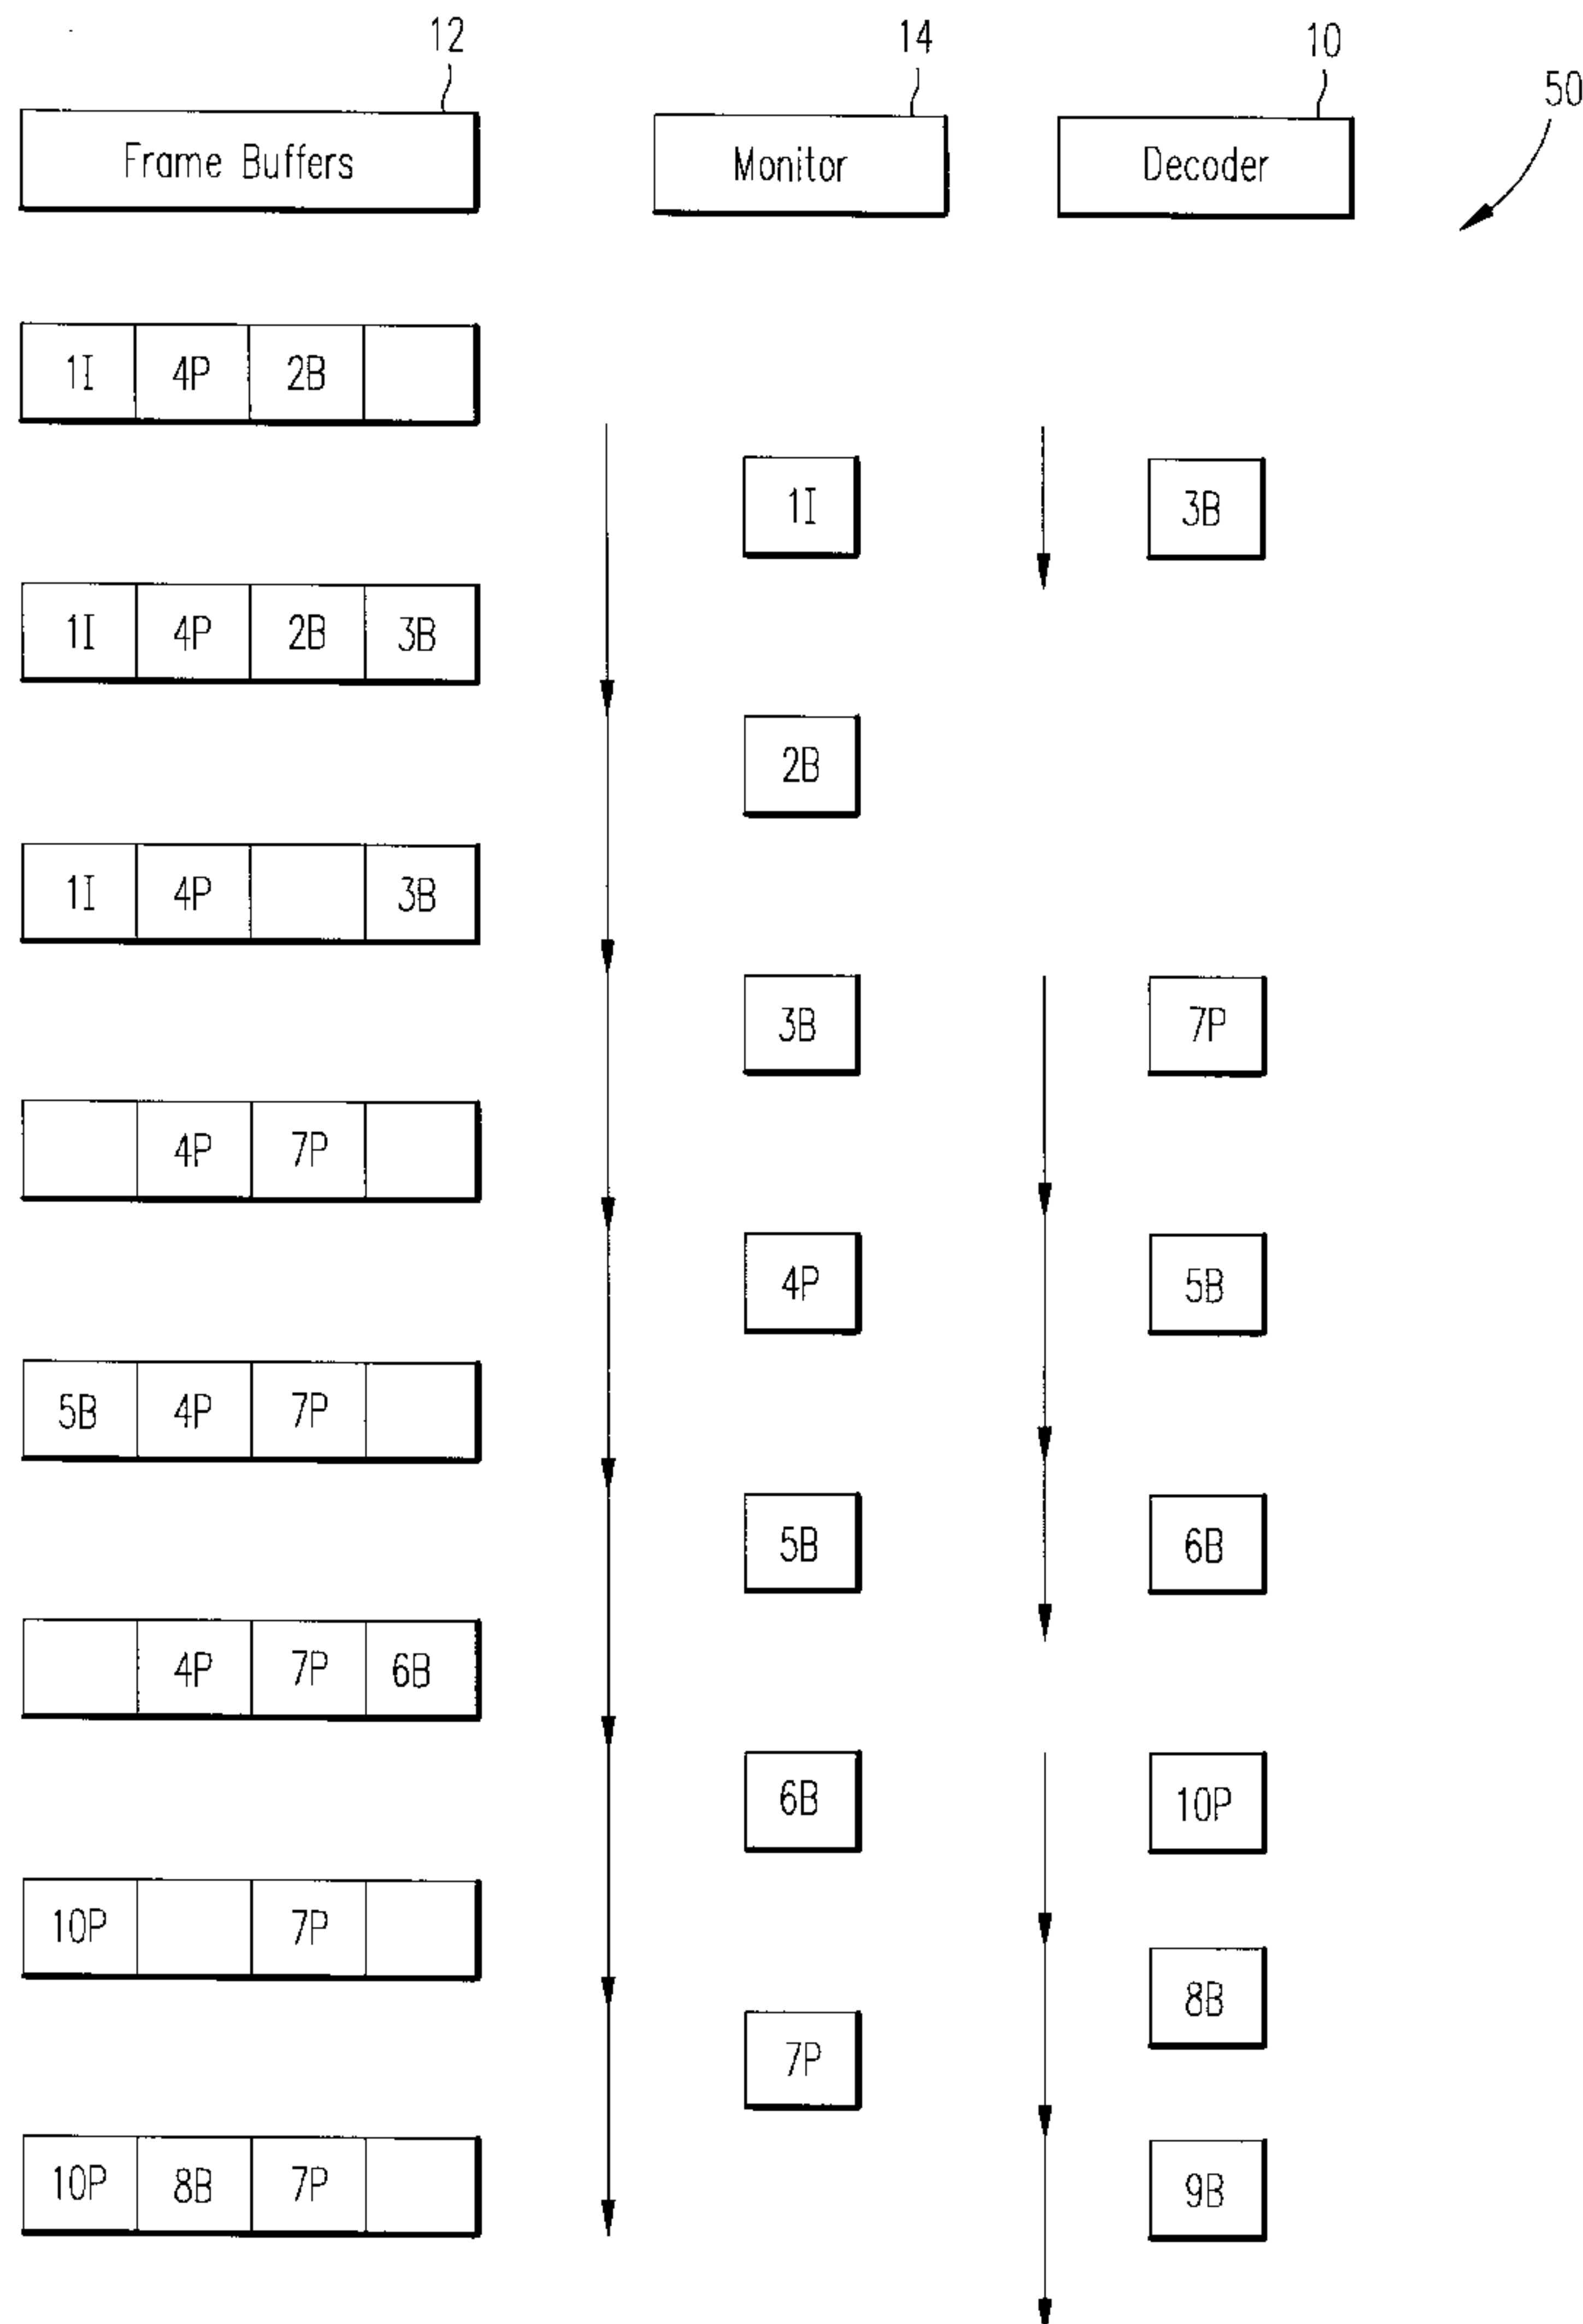 12
14
10
50
Frame Buffers
Monitor
Decoder
1I 4P 2B
1I
3B
1I 4P 2B 3B
2B
1I 4P 3B
3B
7P
4P 7P
4P
5B
5B 4P 7P
5B
6B
4P 7P 6B
6B
10P
10P 7P
8B
7P
10P 8B 7P
9B